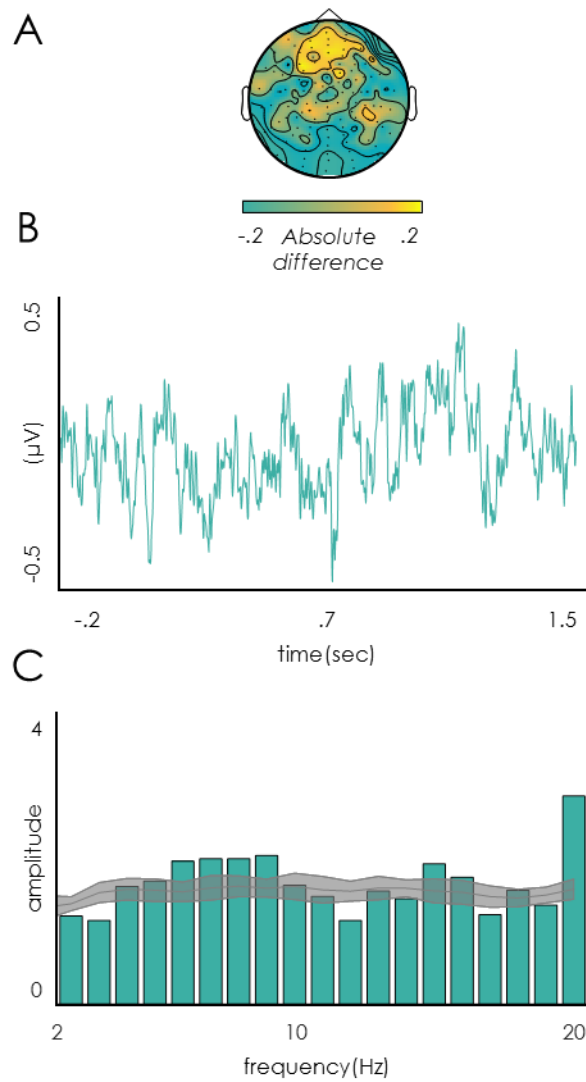 A
-.2 Absolute .2
difference
B
0.5
(µV)
-0.5
-.2 .7 1.5
time(sec)
C
4
amplitude
0
2 10 20
frequency(Hz)